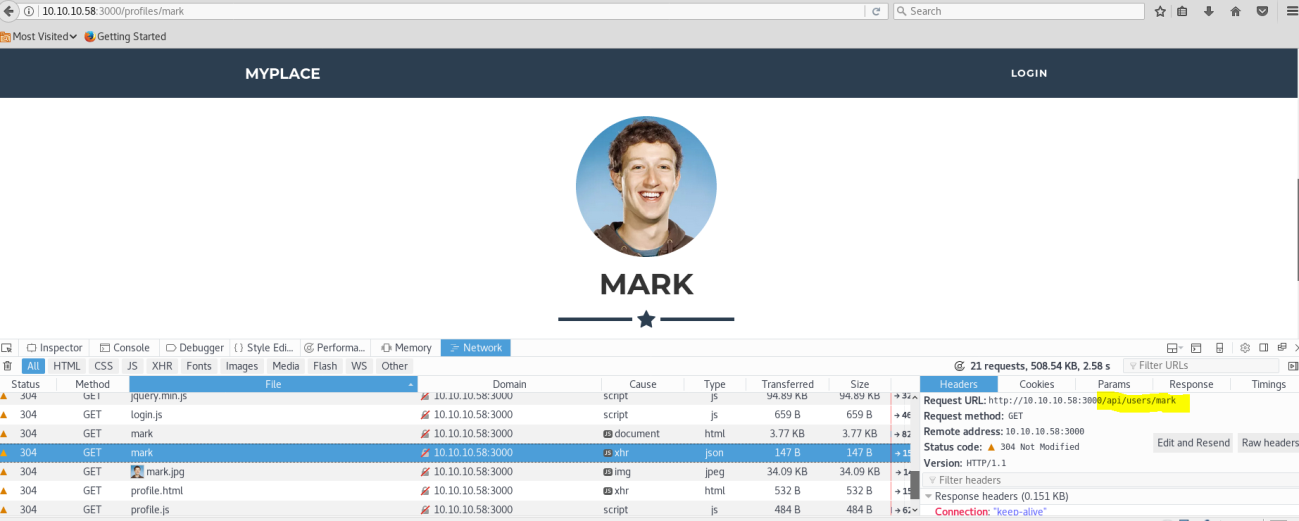 10.10.10.58:3000/profiles/mark Search
Most Visited Getting Started
MYPLACE LOGIN
MARK
Inspector Console Debugger { } Style Edi... Performa... Memory Network
All HTML CSS JS XHR Fonts Images Media Flash WS Other 21 requests, 508.54 KB, 2.58 s Filter URLs
Status Method File Domain Cause Type Transferred Size Headers Cookies Params Response Timings
304 GET jquery.min.js 10.10.10.58:3000 script js 94.89 KB 94.89 KB
Request URL: http://10.10.10.58:3000/api/users/mark
304 GET login.js 10.10.10.58:3000 script js 659 B 659 B → 46
Request method: GET
304 GET mark 10.10.10.58:3000 JS document html 3.77 KB 3.77 KB → 82
Remote address: 10.10.10.58:3000
304 GET mark 10.10.10.58:3000 JS xhr json 147 B 147 B → 15
Status code: 304 Not Modified Edit and Resend Raw headers
304 GET mark.jpg 10.10.10.58:3000 JS img jpeg 34.09 KB 34.09 KB
Version: HTTP/1.1
Filter headers
304 GET profile.html 10.10.10.58:3000 JS xhr html 532 B 532 B → 15
Response headers (0.151 KB)
304 GET profile.js 10.10.10.58:3000 script js 484 B 484 B → 62
Connection: "keep-alive"